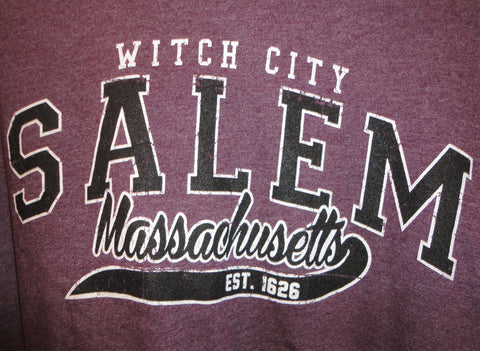 WITCH CITY
SALEM
Massachusetts
EST. 1626